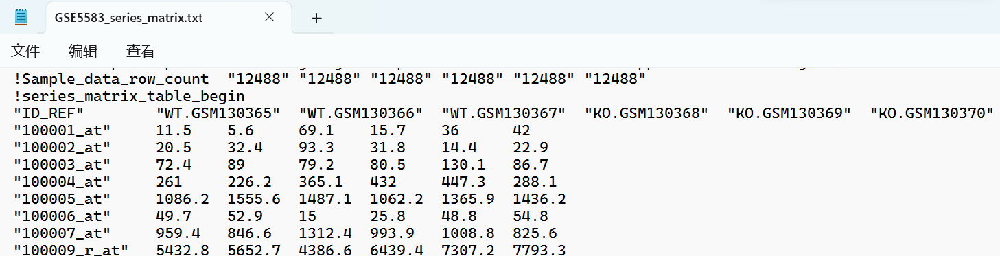 GSE5583_series_matrix.txt
文件 编辑 查看
!Sample_data_row_count "12488" "12488" "12488" "12488" "12488" "12488"
!series_matrix_table_begin
"ID_REF" "WT.GSM130365" "WT.GSM130366" "WT.GSM130367" "KO.GSM130368" "KO.GSM130369" "KO.GSM130370"
"100001_at" 11.5 5.6 69.1 15.7 36 42
"100002_at" 20.5 32.4 93.3 31.8 14.4 22.9
"100003_at" 72.4 89 79.2 80.5 130.1 86.7
"100004_at" 261 226.2 365.1 432 447.3 288.1
"100005_at" 1086.2 1555.6 1487.1 1062.2 1365.9 1436.2
"100006_at" 49.7 52.9 15 25.8 48.8 54.8
"100007_at" 959.4 846.6 1312.4 993.9 1008.8 825.6
"100009_r_at" 5432.8 5652.7 4386.6 6439.4 7307.2 7793.3